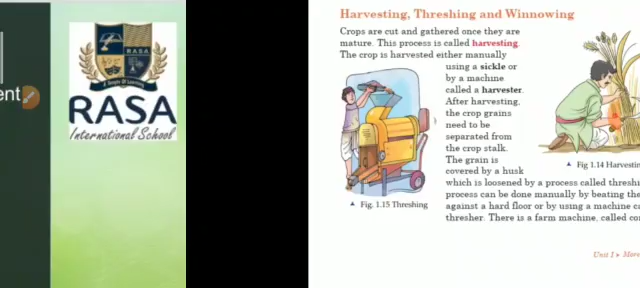 ent
A Temple Of Learning
RASA
International School
Harvesting, Threshing and Winnowing
Crops are cut and gathered once they are
mature. This process is called harvesting.
The crop is harvested either manually
using a sickle or
by a machine
called a harvester.
After harvesting,
the crop grains
need to be
separated from
the crop stalk.
The grain is
covered by a husk
which is loosened by a process called threshi
process can be done manually by beating the
against a hard floor or by using a machine ca
thresher. There is a farm machine, called co
▲ Fig 1.14 Harvestin
▲ Fig. 1.15 Threshing
Unit 1 ▸ More